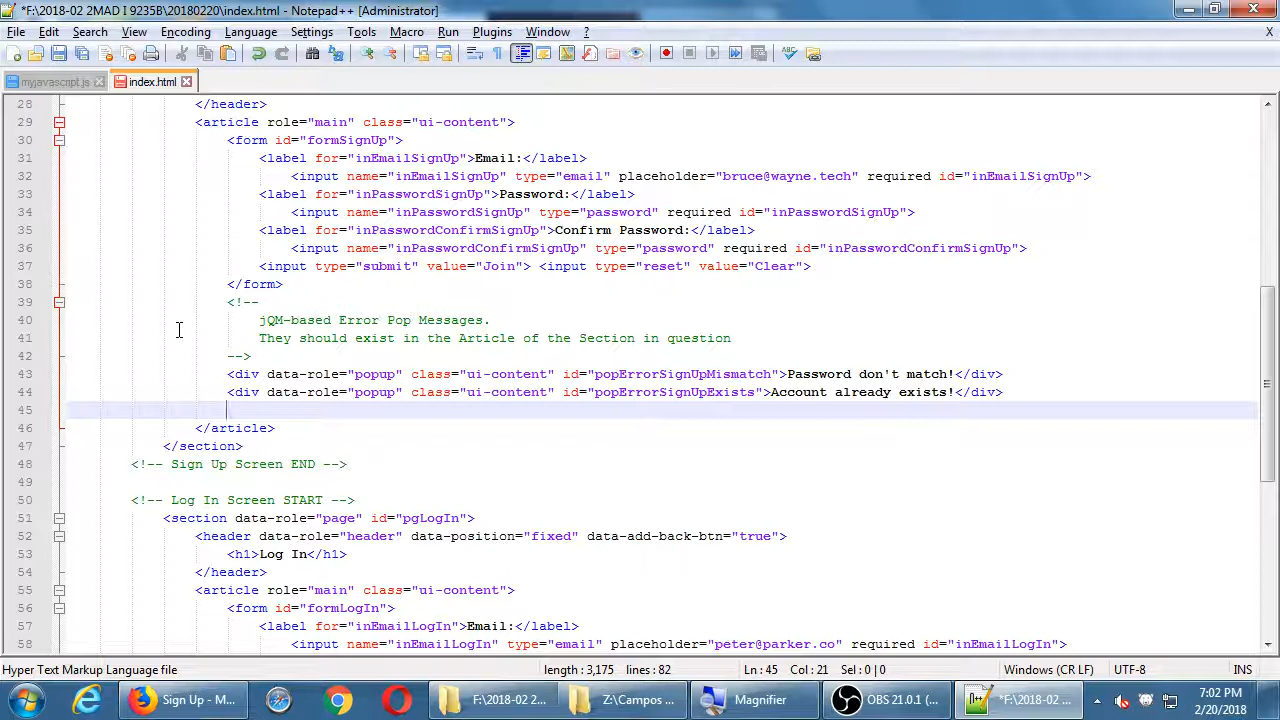 *F:\2018-02 2MAD I 9235B\20180220\index.html - Notepad++ [Administrator]
File Edit Search View Encoding Language Settings Tools Macro Run Plugins Window ? X
myjavascript.js index.html
28 </header>
29 <article role="main" class="ui-content">
30 <form id="formSignUp">
31 <label for="inEmailSignUp">Email:</label>
32 <input name="inEmailSignUp" type="email" placeholder="bruce@wayne.tech" required id="inEmailSignUp">
33 <label for="inPasswordSignUp">Password:</label>
34 <input name="inPasswordSignUp" type="password" required id="inPasswordSignUp">
35 <label for="inPasswordConfirmSignUp">Confirm Password:</label>
36 <input name="inPasswordConfirmSignUp" type="password" required id="inPasswordConfirmSignUp">
37 <input type="submit" value="Join"> <input type="reset" value="Clear">
38 </form>
39 <!--
40 jQM-based Error Pop Messages.
41 They should exist in the Article of the Section in question
42 -->
43 <div data-role="popup" class="ui-content" id="popErrorSignUpMismatch">Password don't match!</div>
44 <div data-role="popup" class="ui-content" id="popErrorSignUpExists">Account already exists!</div>
45
46 </article>
47 </section>
48 <!-- Sign Up Screen END -->
49
50 <!-- Log In Screen START -->
51 <section data-role="page" id="pgLogIn">
52 <header data-role="header" data-position="fixed" data-add-back-btn="true">
53 <h1>Log In</h1>
54 </header>
55 <article role="main" class="ui-content">
56 <form id="formLogIn">
57 <label for="inEmailLogIn">Email:</label>
58 <input name="inEmailLogIn" type="email" placeholder="peter@parker.co" required id="inEmailLogIn">
Hyper Text Markup Language file length : 3,175 lines : 82 Ln : 45 Col : 21 Sel : 0 | 0 Windows (CR LF) UTF-8 INS
Sign Up - M... F:\2018-02 2... Z:\Campos ... Magnifier OBS 21.0.1 (... *F:\2018-02 ... 7:02 PM
2/20/2018